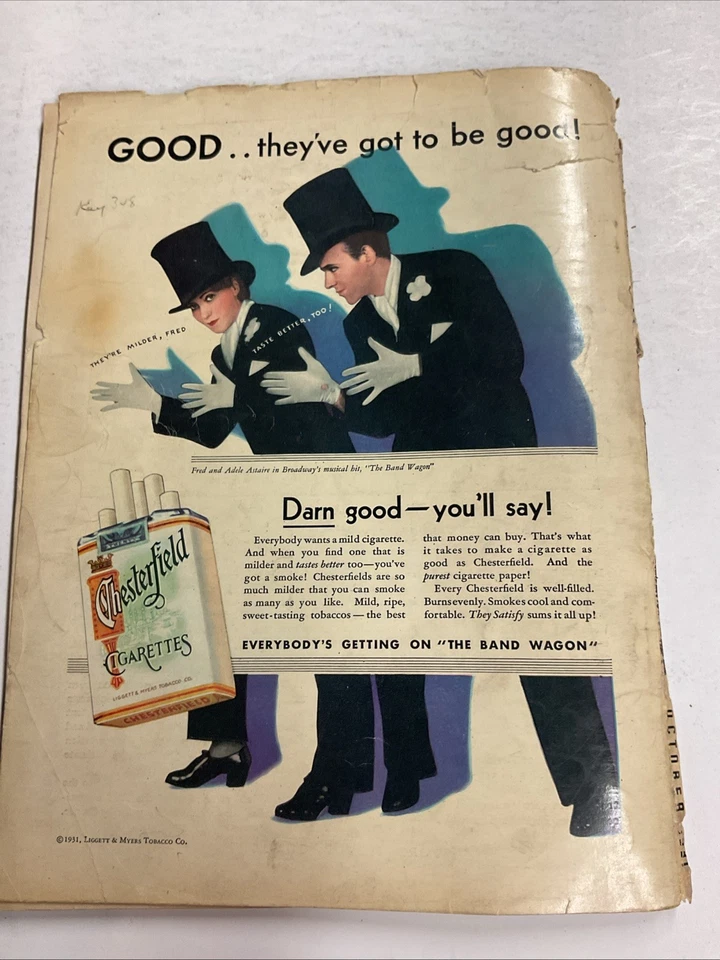 GOOD . . they've got to be good!
Kay
THEY'RE MILDER, FRED
TASTE BETTER, TOO!
Fred and Adele Astaire in Broadway's musical hit, "The Band Wagon"
Darn good—you'll say!
Everybody wants a mild cigarette.
And when you find one that is
milder and tastes better too—you've
got a smoke! Chesterfields are so
much milder that you can smoke
as many as you like. Mild, ripe,
sweet-tasting tobaccos — the best
that money can buy. That's what
it takes to make a cigarette as
good as Chesterfield. And the
purest cigarette paper!
Every Chesterfield is well-filled.
Burns evenly. Smokes cool and com-
fortable. They Satisfy sums it all up!
EVERYBODY'S GETTING ON "THE BAND WAGON"
Chesterfield
CIGARETTES
LIGGETT & MYERS TOBACCO CO.
CHESTERFIELD
©1931, LIGGETT & MYERS TOBACCO CO.
OCTOBER